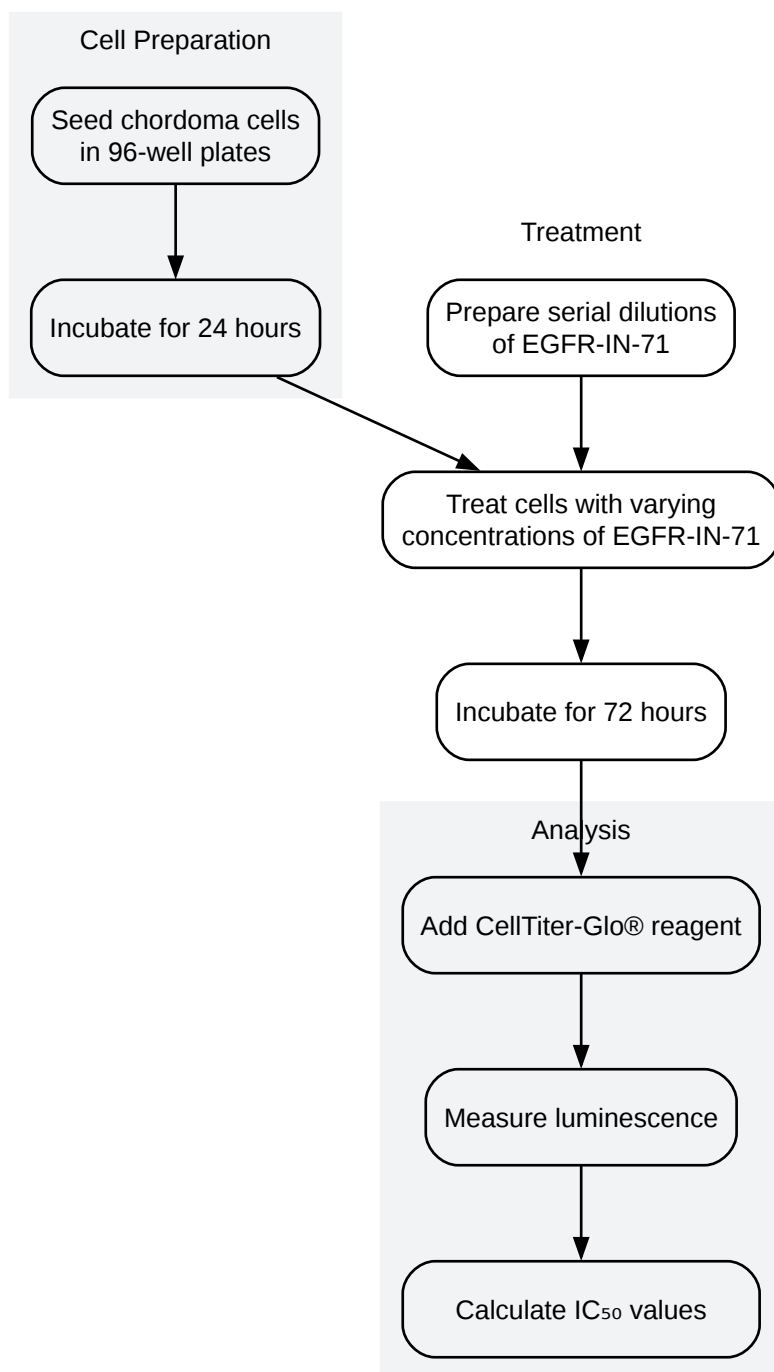 Cell Preparation
Seed chordoma cells
in 96-well plates
Incubate for 24 hours
Treatment
Prepare serial dilutions
of EGFR-IN-71
Treat cells with varying
concentrations of EGFR-IN-71
Incubate for 72 hours
Analysis
Add CellTiter-Glo® reagent
Measure luminescence
Calculate IC₅₀ values